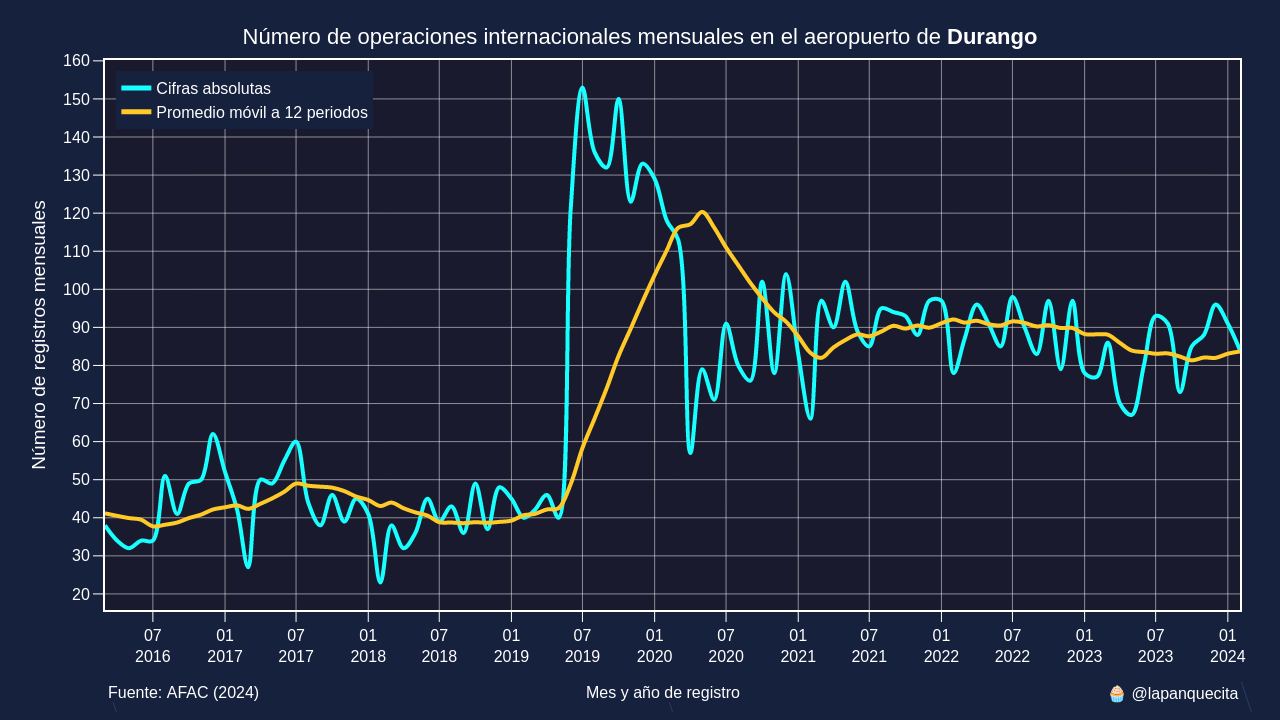 Número de operaciones internacionales mensuales en el aeropuerto de Durango
Cifras absolutas
Promedio móvil a 12 periodos
Número de registros mensuales
160
150
140
130
120
110
100
90
80
70
60
50
40
30
20
07 01 07 01 07 01 07 01 07 01 07 01 07 01 07 01
2016 2017 2017 2018 2018 2019 2019 2020 2020 2021 2021 2022 2022 2023 2023 2024
Fuente: AFAC (2024) Mes y año de registro 🧁 @lapanquecita